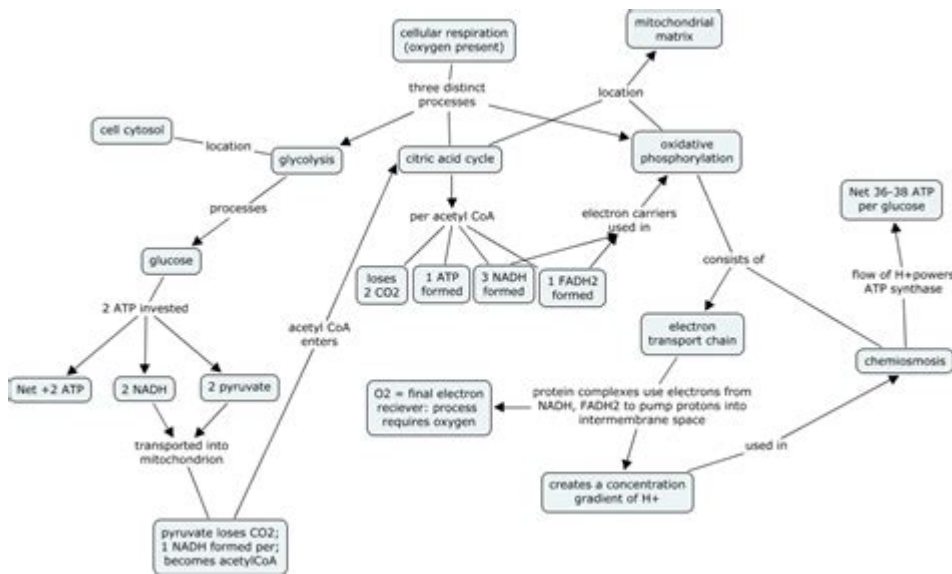 cellular respiration
(oxygen present)
mitochondrial
matrix
three distinct
processes
location
cell cytosol
location
glycolysis
citric acid cycle
oxidative
phosphorylation
Net 36-38 ATP
per glucose
processes
per acetyl CoA
electron carriers
used in
glucose
loses
2 CO2
1 ATP
formed
3 NADH
formed
1 FADH2
formed
consists of
flow of H+powers
ATP synthase
2 ATP invested
acetyl CoA
enters
electron
transport chain
chemiosmosis
Net +2 ATP
2 NADH
2 pyruvate
O2 = final electron
reciever: process
requires oxygen
protein complexes use electrons from
NADH, FADH2 to pump protons into
intermembrane space
transported into
mitochondrion
used in
creates a concentration
gradient of H+
pyruvate loses CO2;
1 NADH formed per;
becomes acetylCoA